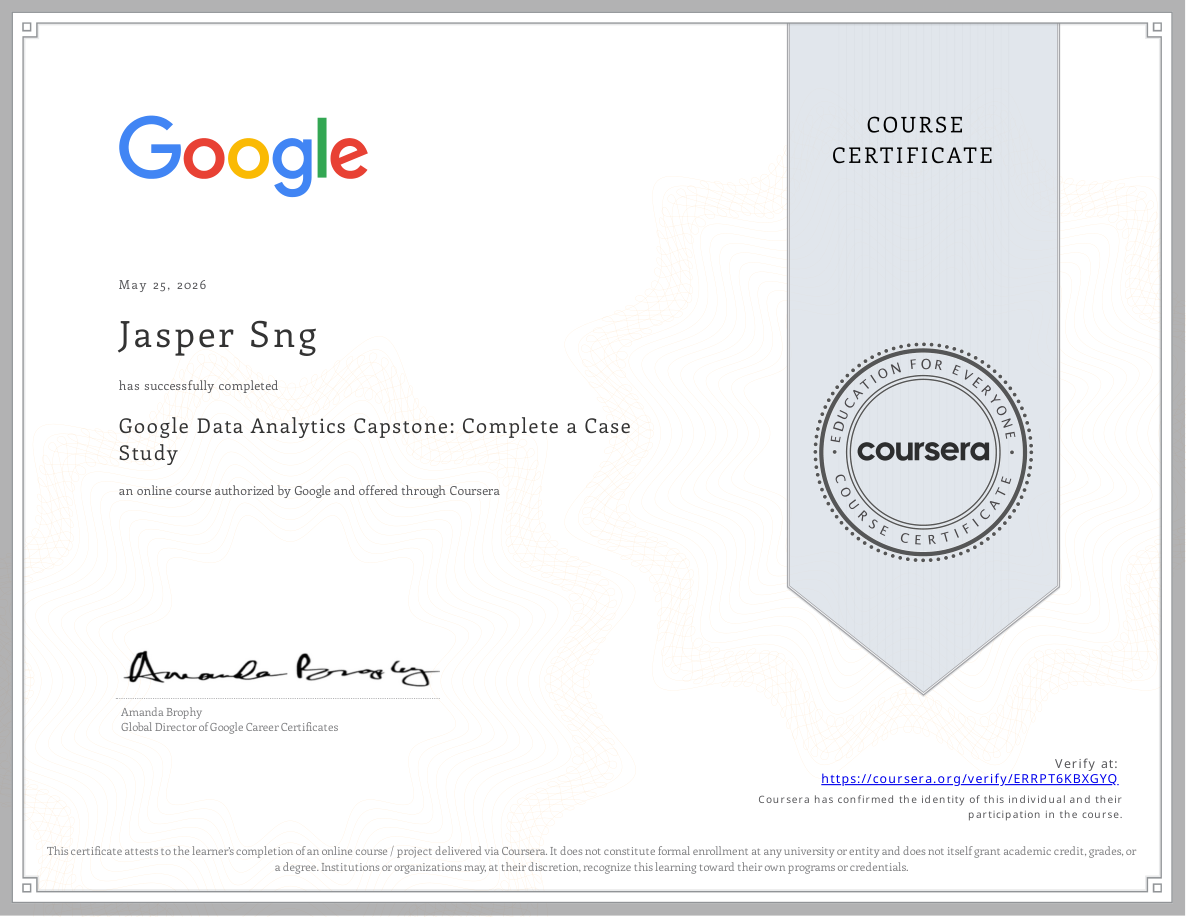 Google
COURSE
CERTIFICATE
May 25, 2026
Jasper Sng
has successfully completed
Google Data Analytics Capstone: Complete a Case
Study
an online course authorized by Google and offered through Coursera
EDUCATION FOR EVERYONE
coursera
COURSE CERTIFICATE
Amanda Brophy
Amanda Brophy
Global Director of Google Career Certificates
Verify at:
https://coursera.org/verify/ERRPT6KBXGYQ
Coursera has confirmed the identity of this individual and their
participation in the course.
This certificate attests to the learner's completion of an online course / project delivered via Coursera. It does not constitute formal enrollment at any university or entity and does not itself grant academic credit, grades, or
a degree. Institutions or organizations may, at their discretion, recognize this learning toward their own programs or credentials.